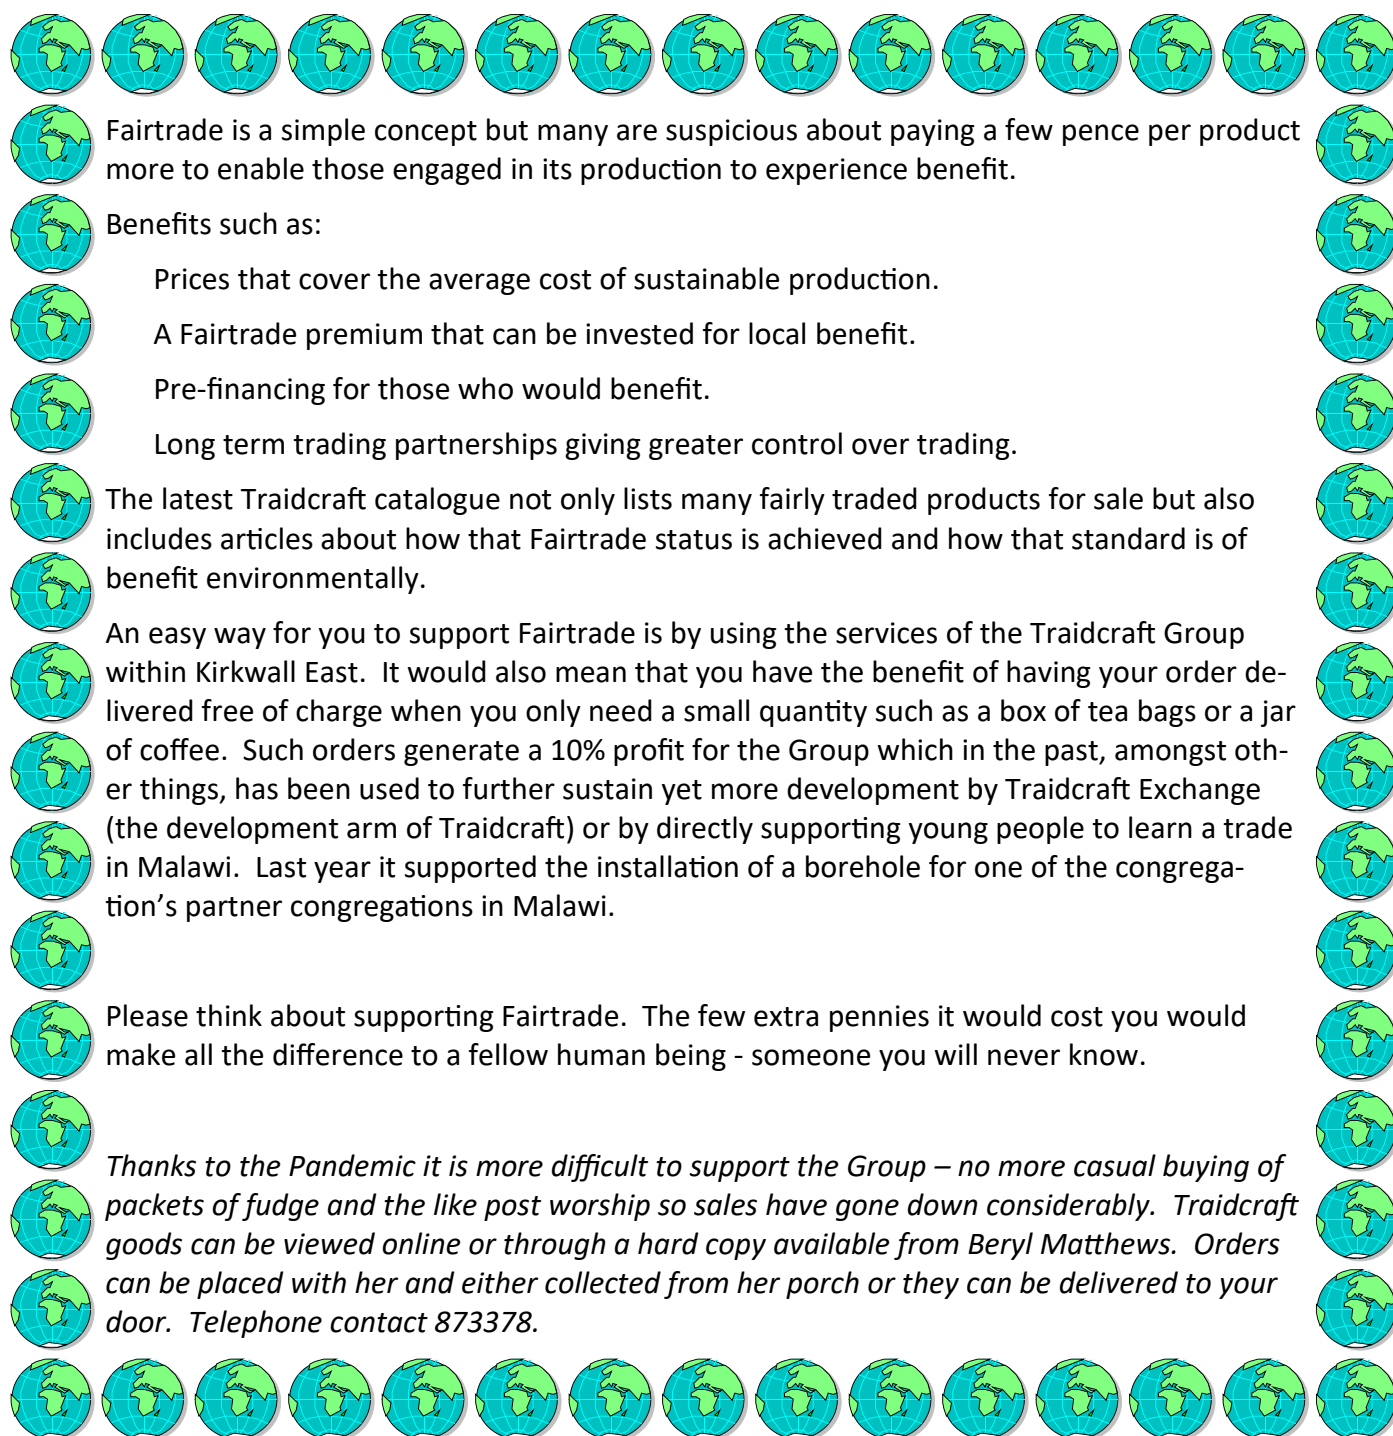 Fairtrade is a simple concept but many are suspicious about paying a few pence per product
more to enable those engaged in its production to experience benefit.
Benefits such as:
Prices that cover the average cost of sustainable production.
A Fairtrade premium that can be invested for local benefit.
Pre-financing for those who would benefit.
Long term trading partnerships giving greater control over trading.
The latest Traidcraft catalogue not only lists many fairly traded products for sale but also
includes articles about how that Fairtrade status is achieved and how that standard is of
benefit environmentally.
An easy way for you to support Fairtrade is by using the services of the Traidcraft Group
within Kirkwall East.  It would also mean that you have the benefit of having your order de-
livered free of charge when you only need a small quantity such as a box of tea bags or a jar
of coffee.  Such orders generate a 10% profit for the Group which in the past, amongst oth-
er things, has been used to further sustain yet more development by Traidcraft Exchange
(the development arm of Traidcraft) or by directly supporting young people to learn a trade
in Malawi.  Last year it supported the installation of a borehole for one of the congrega-
tion’s partner congregations in Malawi.
Please think about supporting Fairtrade.  The few extra pennies it would cost you would
make all the difference to a fellow human being - someone you will never know.
Thanks to the Pandemic it is more difficult to support the Group – no more casual buying of
packets of fudge and the like post worship so sales have gone down considerably.  Traidcraft
goods can be viewed online or through a hard copy available from Beryl Matthews.  Orders
can be placed with her and either collected from her porch or they can be delivered to your
door.  Telephone contact 873378.